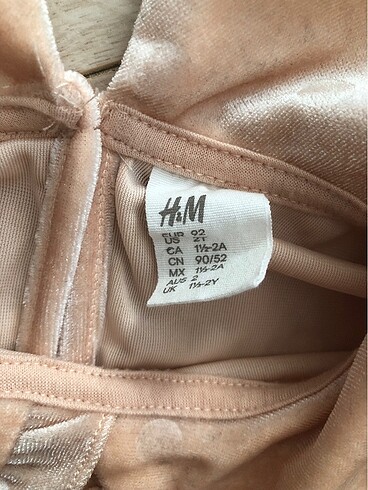 H&M
EUR 92
US 2T
CA 1½-2A
CN 90/52
MX 1½-2A
AUS 2
UK 1½-2Y